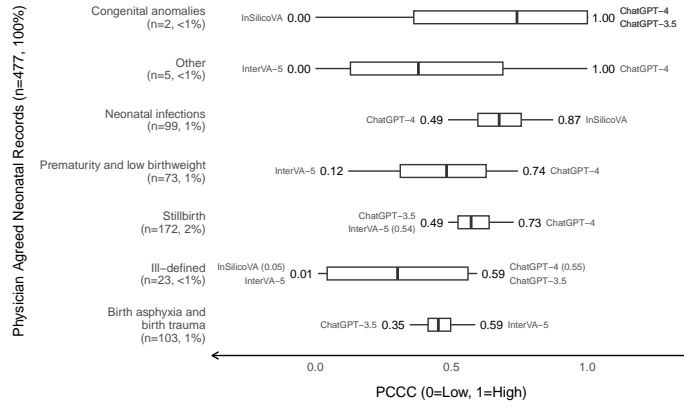 Physician Agreed Neonatal Records (n=477, 100%)
Congenital anomalies
(n=2, <1%)
InSilicoVA 0.00
1.00 ChatGPT−4
ChatGPT−3.5
Other
(n=5, <1%)
InterVA−5 0.00
1.00 ChatGPT−4
Neonatal infections
(n=99, 1%)
ChatGPT−4 0.49
0.87 InSilicoVA
Prematurity and low birthweight
(n=73, 1%)
InterVA−5 0.12
0.74 ChatGPT−4
Stillbirth
(n=172, 2%)
ChatGPT−3.5
InterVA−5 (0.54) 0.49
0.73 ChatGPT−4
Ill−defined
(n=23, <1%)
InSilicoVA (0.05)
InterVA−5 0.01
0.59 ChatGPT−4 (0.55)
ChatGPT−3.5
Birth asphyxia and
birth trauma
(n=103, 1%)
ChatGPT−3.5 0.35
0.59 InterVA−5
0.0 0.5 1.0
PCCC (0=Low, 1=High)